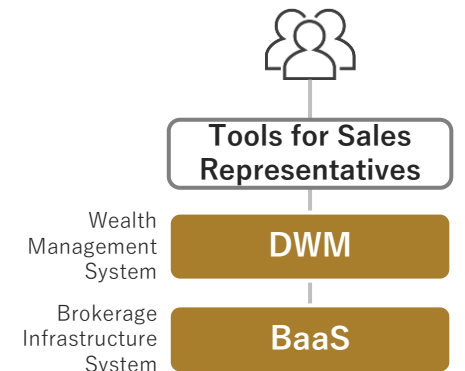 Tools for Sales
Representatives
Wealth
Management
System
DWM
Brokerage
Infrastructure
System
BaaS